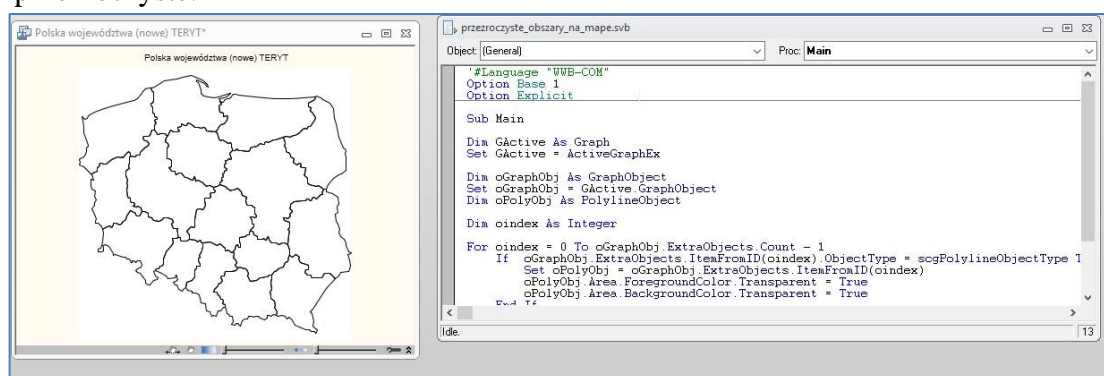 Polska województwa (nowe) TERYT*
Polska województwa (nowe) TERYT
przezroczyste_obszary_na_mape.svb
Object: (General) Proc: Main
'#Language "WWB-COM"
Option Base 1
Option Explicit
Sub Main
Dim GActive As Graph
Set GActive = ActiveGraphEx
Dim oGraphObj As GraphObject
Set oGraphObj = GActive.GraphObject
Dim oPolyObj As PolylineObject
Dim oindex As Integer
For oindex = 0 To oGraphObj.ExtraObjects.Count - 1
If oGraphObj.ExtraObjects.ItemFromID(oindex).ObjectType = scgPolylineObjectType T
Set oPolyObj = oGraphObj.ExtraObjects.ItemFromID(oindex)
oPolyObj.Area.ForegroundColor.Transparent = True
oPolyObj.Area.BackgroundColor.Transparent = True
End If
Idle. 13